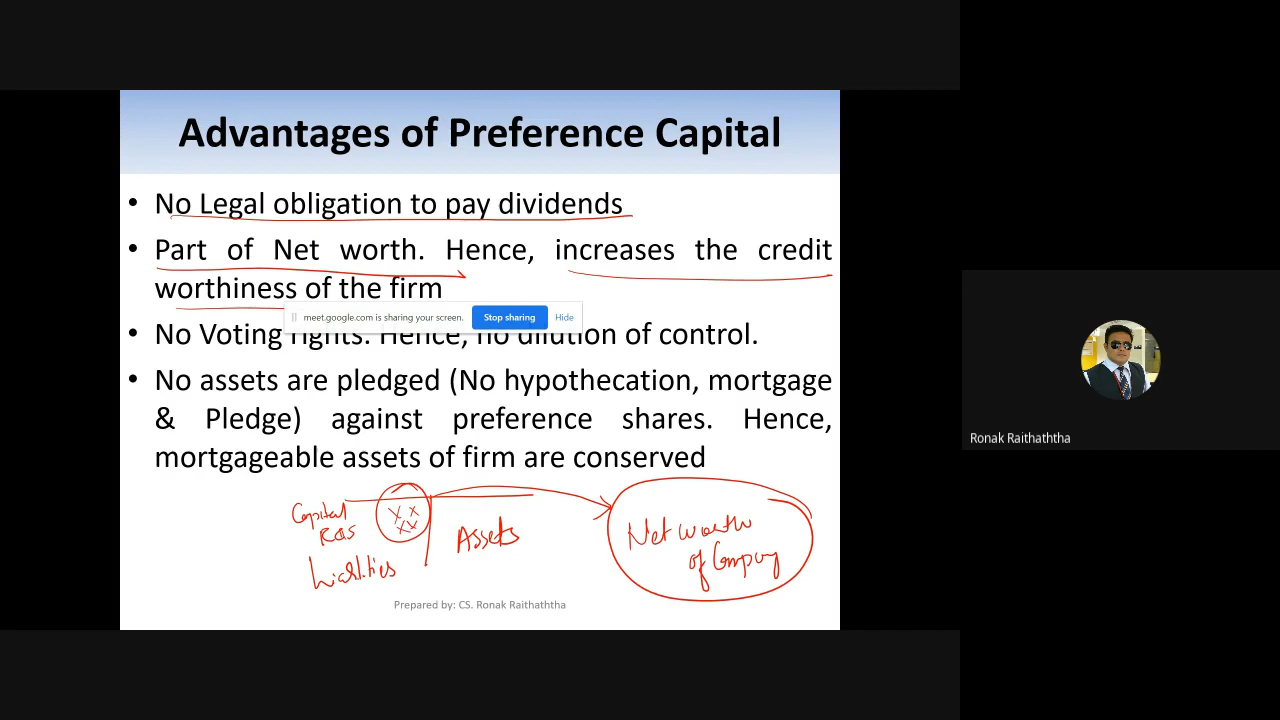 Advantages of Preference Capital
• No Legal obligation to pay dividends
• Part of Net worth. Hence, increases the credit
worthiness of the firm
meet.google.com is sharing your screen. Stop sharing Hide
• No Voting rights. Hence, no dilution of control.
• No assets are pledged (No hypothecation, mortgage
& Pledge) against preference shares. Hence,
mortgageable assets of firm are conserved
Capital
R&S
Liabilities
x x
x x
Assets
Net worth
of Company
Prepared by: CS. Ronak Raithaththa
Ronak Raithaththa